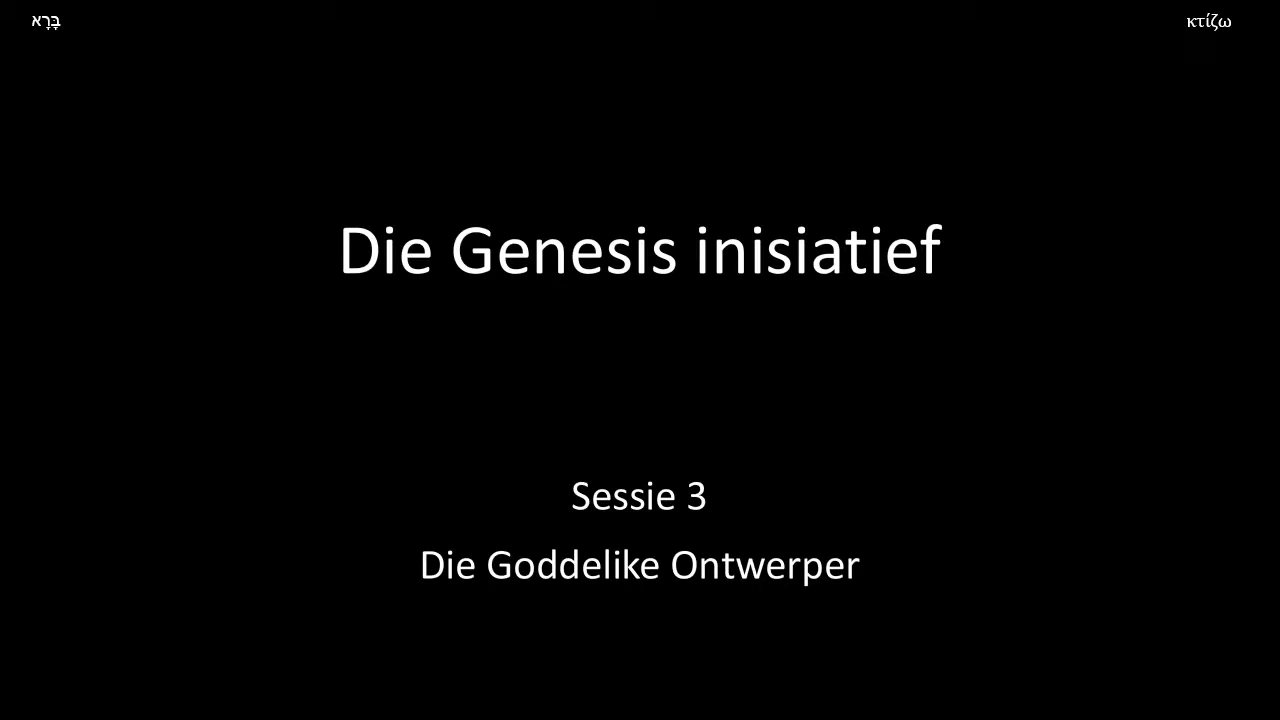 בָּרָא
κτίζω
Die Genesis inisiatief
Sessie 3
Die Goddelike Ontwerper